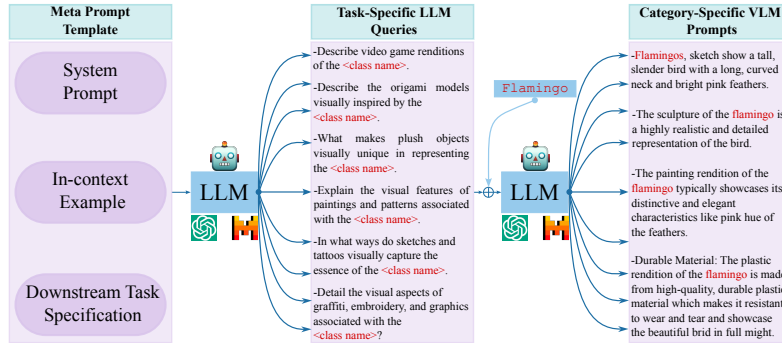 Meta Prompt
Template
System
Prompt
In-context
Example
Downstream Task
Specification
LLM
Task-Specific LLM
Queries
-Describe video game renditions
of the <class name>.
-Describe the origami models
visually inspired by the
<class name>.
-What makes plush objects
visually unique in representing
the <class name>.
-Explain the visual features of
paintings and patterns associated
with the <class name>.
-In what ways do sketches and
tattoos visually capture the
essence of the <class name>.
-Detail the visual aspects of
graffiti, embroidery, and graphics
associated with the
<class name>?
Flamingo
LLM
Category-Specific VLM
Prompts
-Flamingos, sketch show a tall,
slender bird with a long, curved
neck and bright pink feathers.
-The sculpture of the flamingo is
a highly realistic and detailed
representation of the bird.
-The painting rendition of the
flamingo typically showcases its
distinctive and elegant
characteristics like pink hue of
the feathers.
-Durable Material: The plastic
rendition of the flamingo is made
from high-quality, durable plastic
material which makes it resistant
to wear and tear and showcase
the beautiful brid in full might.